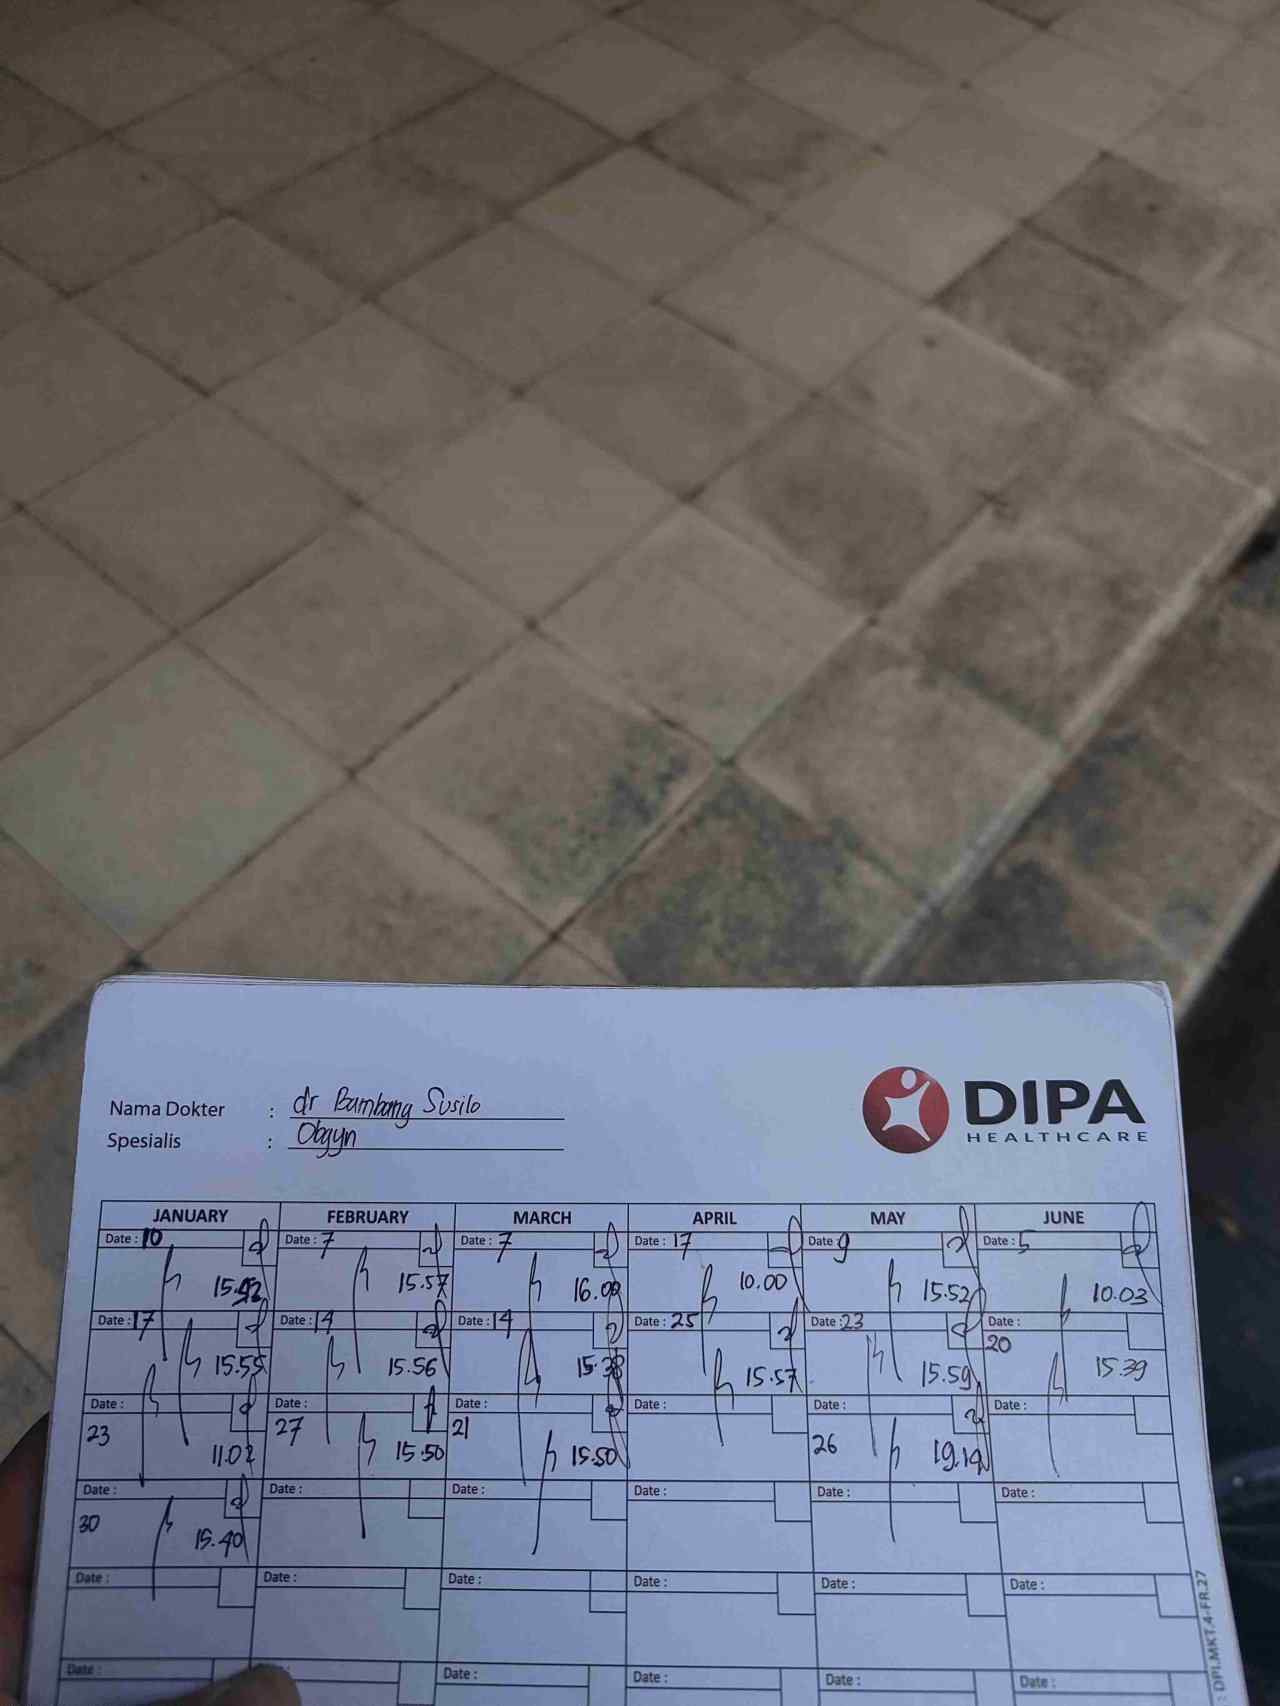 DIPA
HEALTHCARE
Nama Dokter : dr Bambang Susilo
Spesialis : Obgyn
JANUARY FEBRUARY MARCH APRIL MAY JUNE
Date : 10 Date : 7 Date : 7 Date : 17 Date : 9 Date : 5
15.57 16.00 10.00 15.52 10.03
Date : 17 Date : 14 Date : 14 Date : 25 Date : 23 Date : 20
15.55 15.56 15.38 15.57 15.59 15.39
Date : 23 Date : 27 Date : 21 Date : Date : 26 Date :
11.02 15.50 15.50 19.19
Date : 30 Date : Date : Date : Date : Date :
15.40
Date : Date : Date : Date : Date : Date :
Date : Date : Date : Date : Date :
: DPI.MKT.4-FR.27